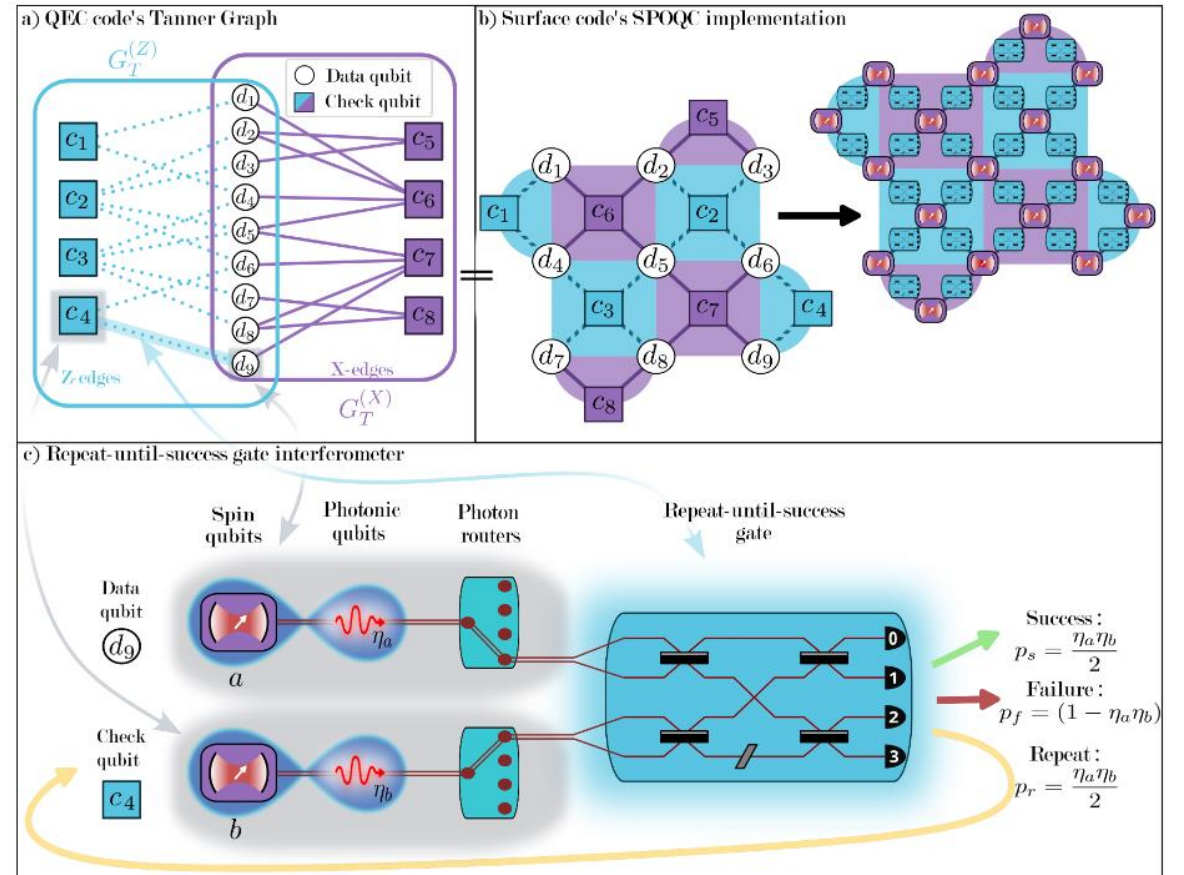 a) QEC code's Tanner Graph
G_T^(Z)
c1
c2
c3
c4
d1
d2
d3
d4
d5
d6
d7
d8
d9
c5
c6
c7
c8
Data qubit
Check qubit
Z-edges
X-edges
G_T^(X)
=
b) Surface code's SPOQC implementation
c5
d1
d2
d3
c1
c6
c2
d4
d5
d6
c3
c7
c4
d7
d8
d9
c8
c) Repeat-until-success gate interferometer
Spin
qubits
Photonic
qubits
Photon
routers
Repeat-until-success
gate
Data
qubit
d9
a
ηa
Check
qubit
c4
b
ηb
0
1
2
3
Success:
p_s = η_a η_b / 2
Failure:
p_f = (1 − η_a η_b)
Repeat:
p_r = η_a η_b / 2